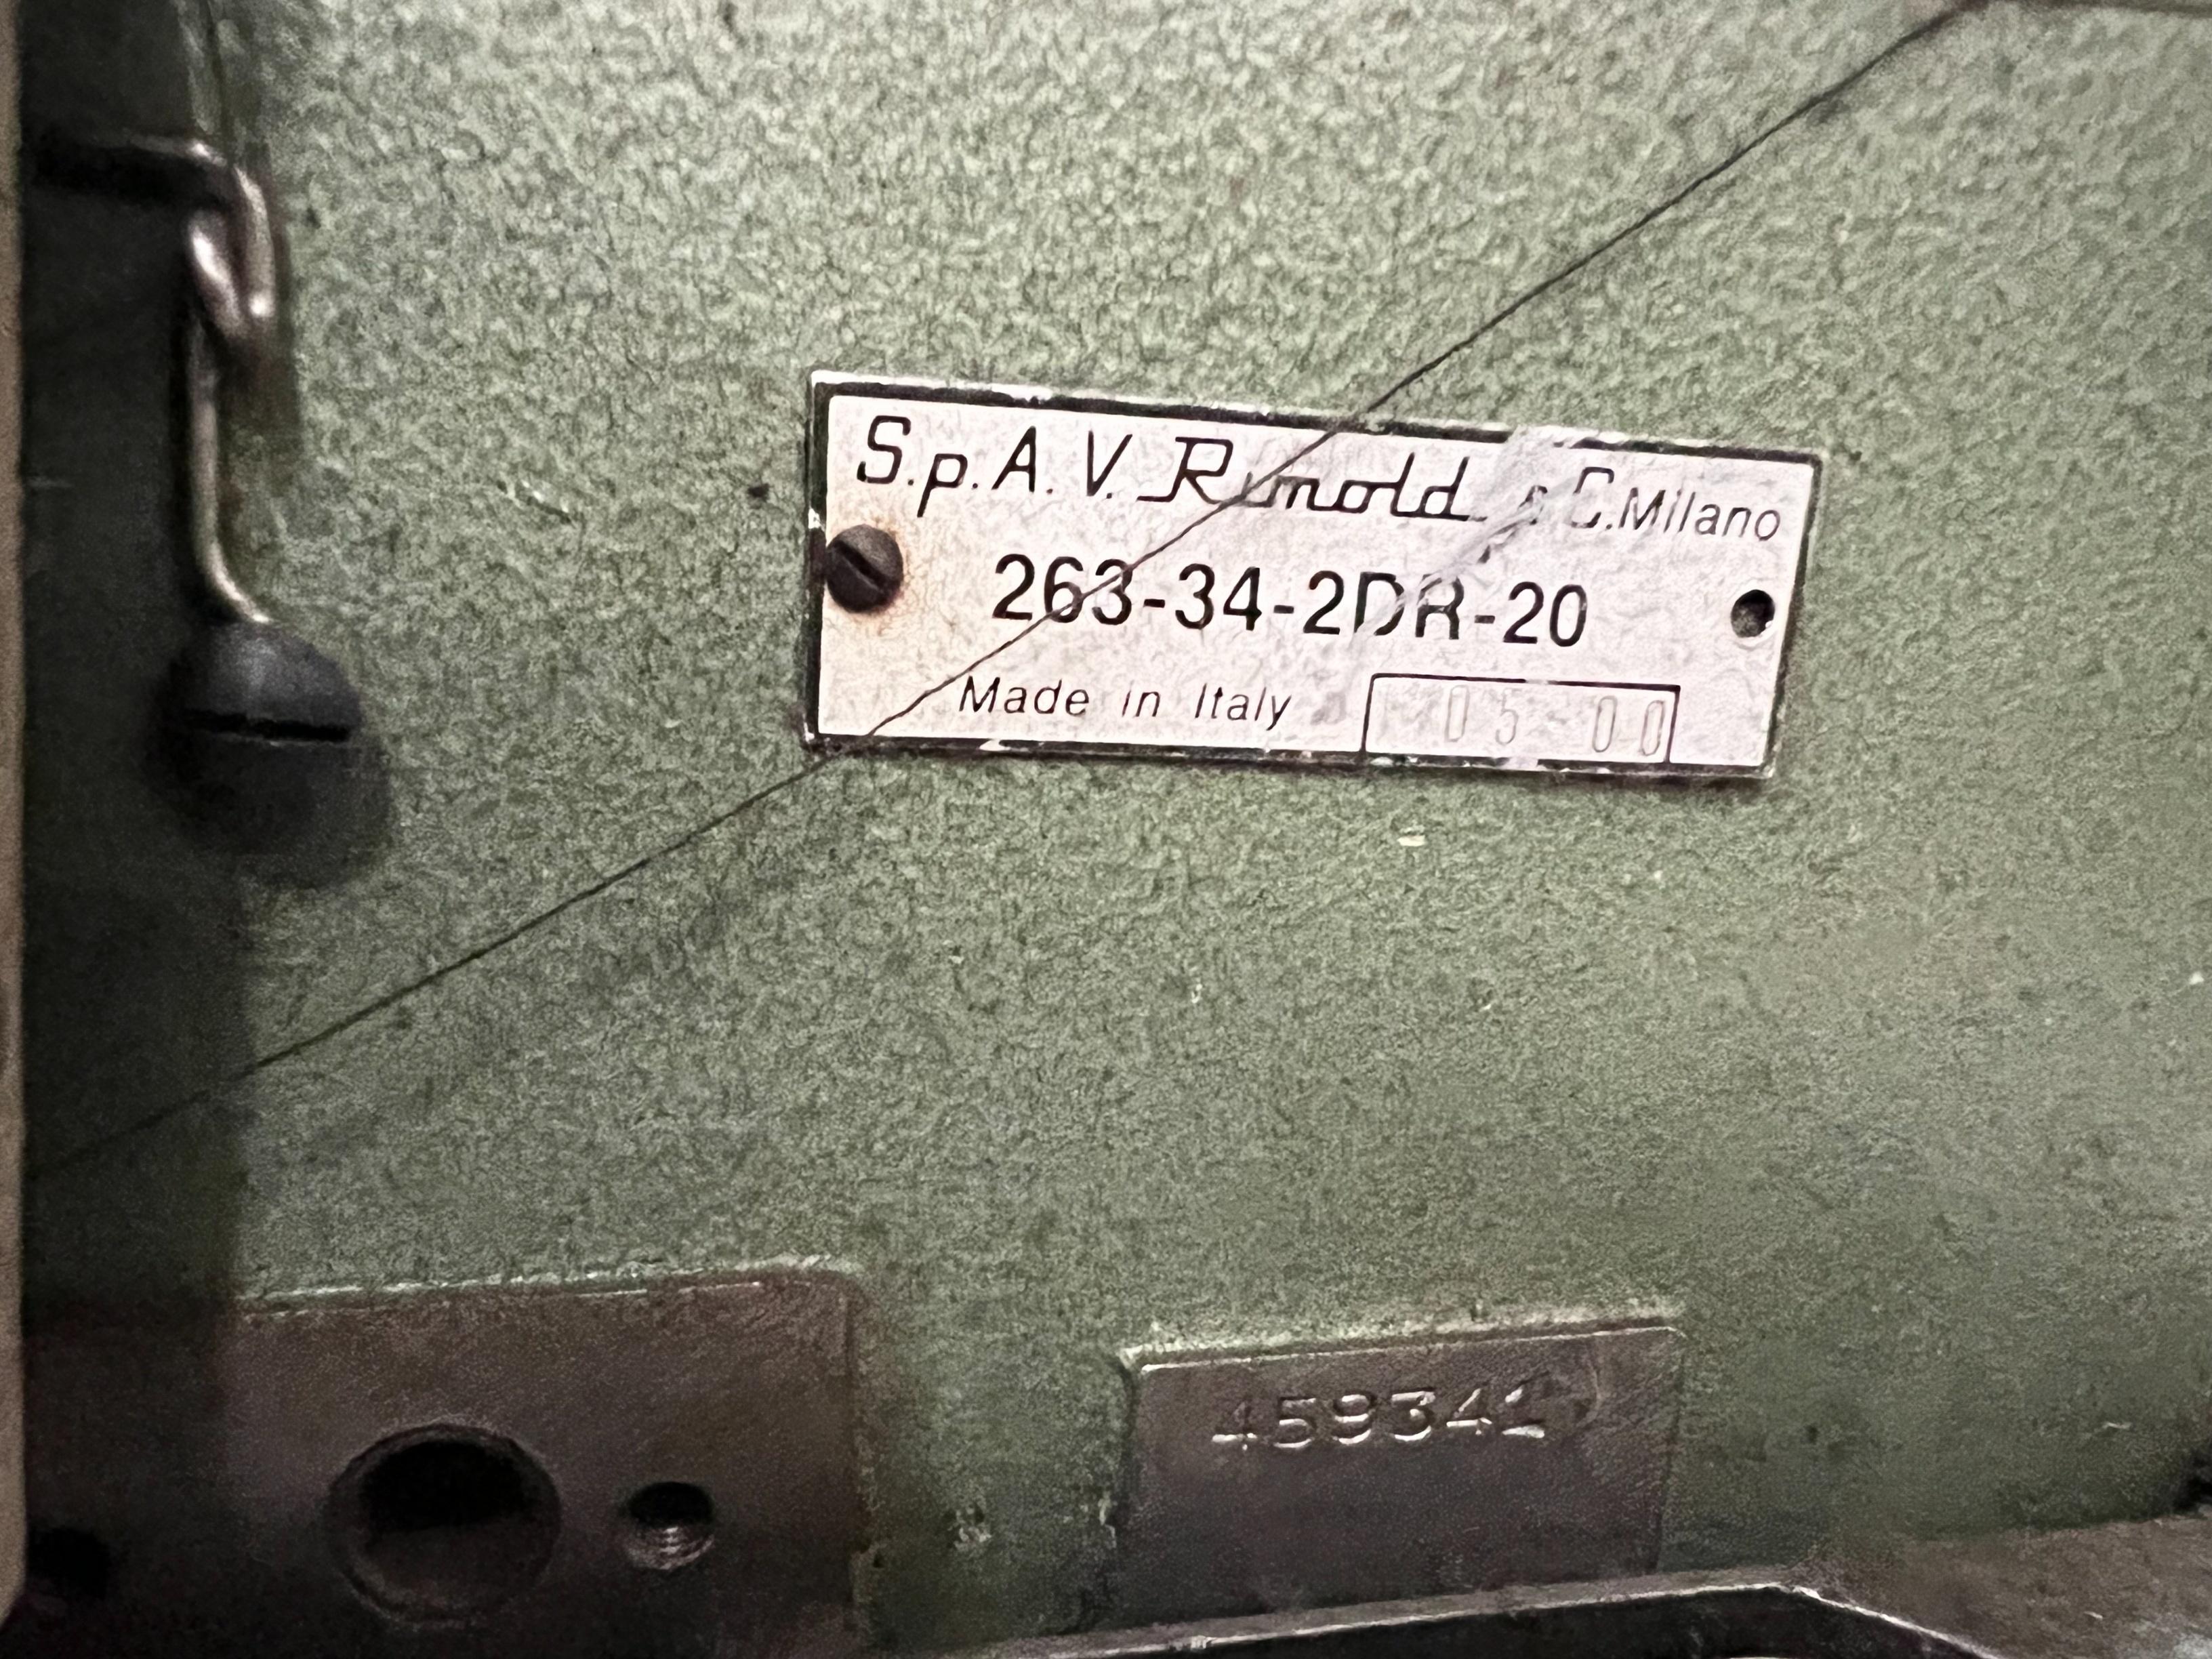 S.p.A. V. Rimoldi & C. Milano
263-34-2DR-20
Made in Italy
05 00
459341